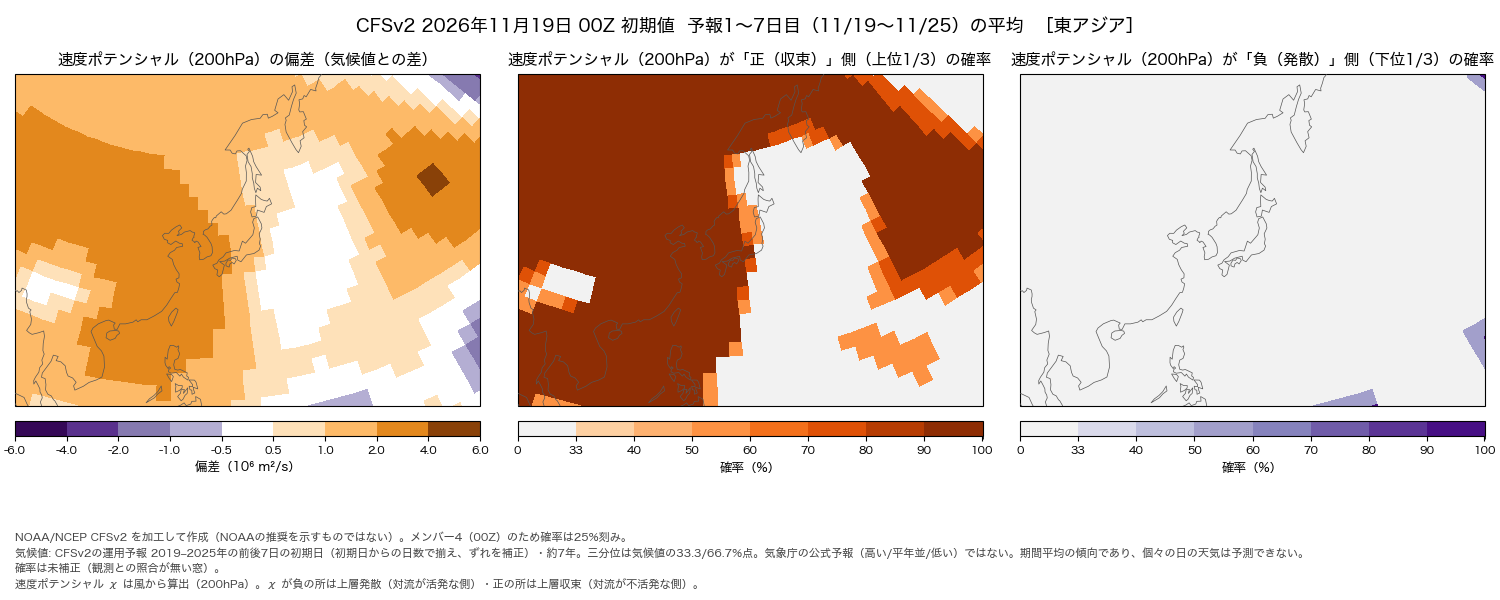 CFSv2 2026年11月19日 00Z 初期値  予報1〜7日目（11/19〜11/25）の平均　［東アジア］
速度ポテンシャル（200hPa）の偏差（気候値との差）
速度ポテンシャル（200hPa）が「正（収束）」側（上位1/3）の確率
速度ポテンシャル（200hPa）が「負（発散）」側（下位1/3）の確率
-6.0 -4.0 -2.0 -1.0 -0.5 0.5 1.0 2.0 4.0 6.0
偏差（10⁶ m²/s）
0 33 40 50 60 70 80 90 100
確率（%）
0 33 40 50 60 70 80 90 100
確率（%）
NOAA/NCEP CFSv2 を加工して作成（NOAAの推奨を示すものではない）。メンバー4（00Z）のため確率は25%刻み。
気候値: CFSv2の運用予報 2019–2025年の前後7日の初期日（初期日からの日数で揃え、ずれを補正）・約7年。三分位は気候値の33.3/66.7%点。気象庁の公式予報（高い/平年並/低い）ではない。期間平均の傾向であり、個々の日の天気は予測できない。
確率は未補正（観測との照合が無い窓）。
速度ポテンシャル χ は風から算出（200hPa）。χ が負の所は上層発散（対流が活発な側）・正の所は上層収束（対流が不活発な側）。